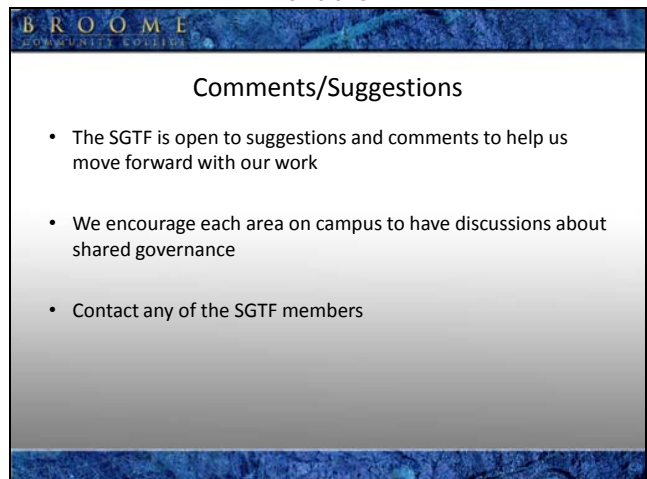 BROOME
COMMUNITY COLLEGE
Comments/Suggestions
• The SGTF is open to suggestions and comments to help us
move forward with our work
• We encourage each area on campus to have discussions about
shared governance
• Contact any of the SGTF members